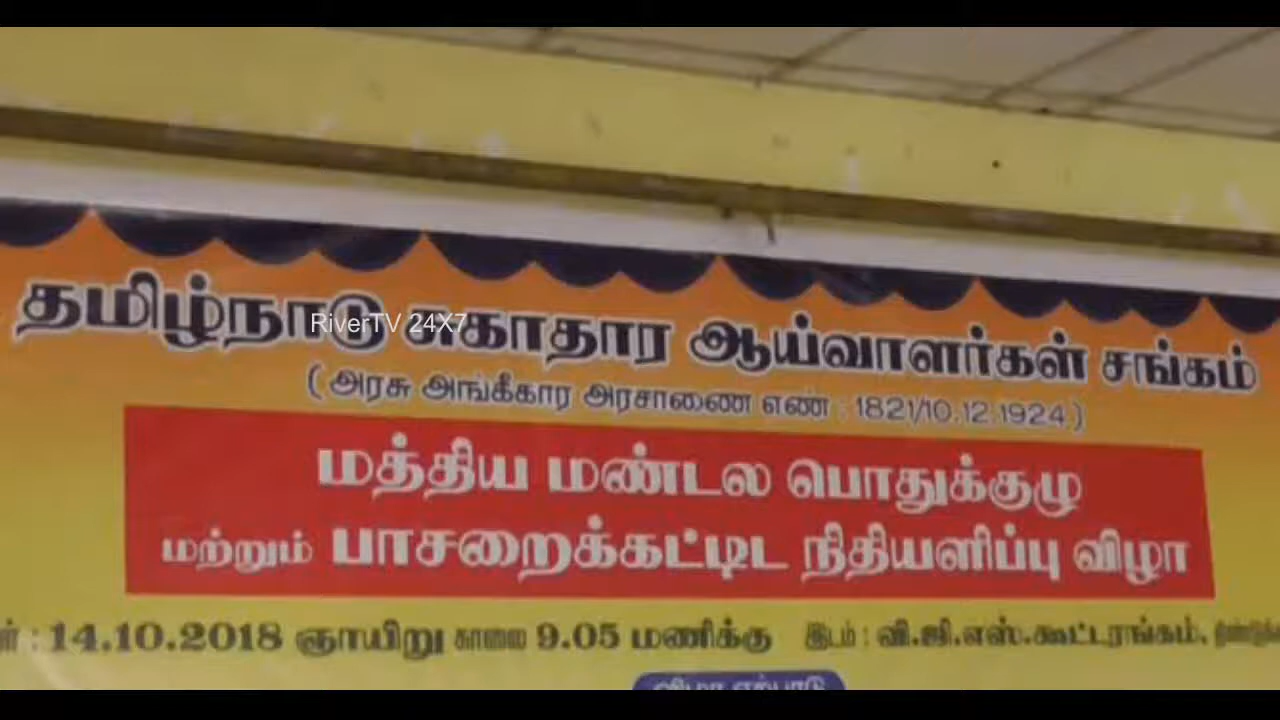 தமிழ்நாடு சுகாதார ஆய்வாளர்கள் சங்கம்
RiverTV 24X7
( அரசு அங்கீகார அரசாணை எண் : 1821/10.12.1924 )
மத்திய மண்டல பொதுக்குழு
மற்றும் பாசறைக்கட்டிட நிதியளிப்பு விழா
: 14.10.2018 ஞாயிறு காலை 9.05 மணிக்கு இடம் : வி.ஜி.எஸ்.கூட்டரங்கம்,